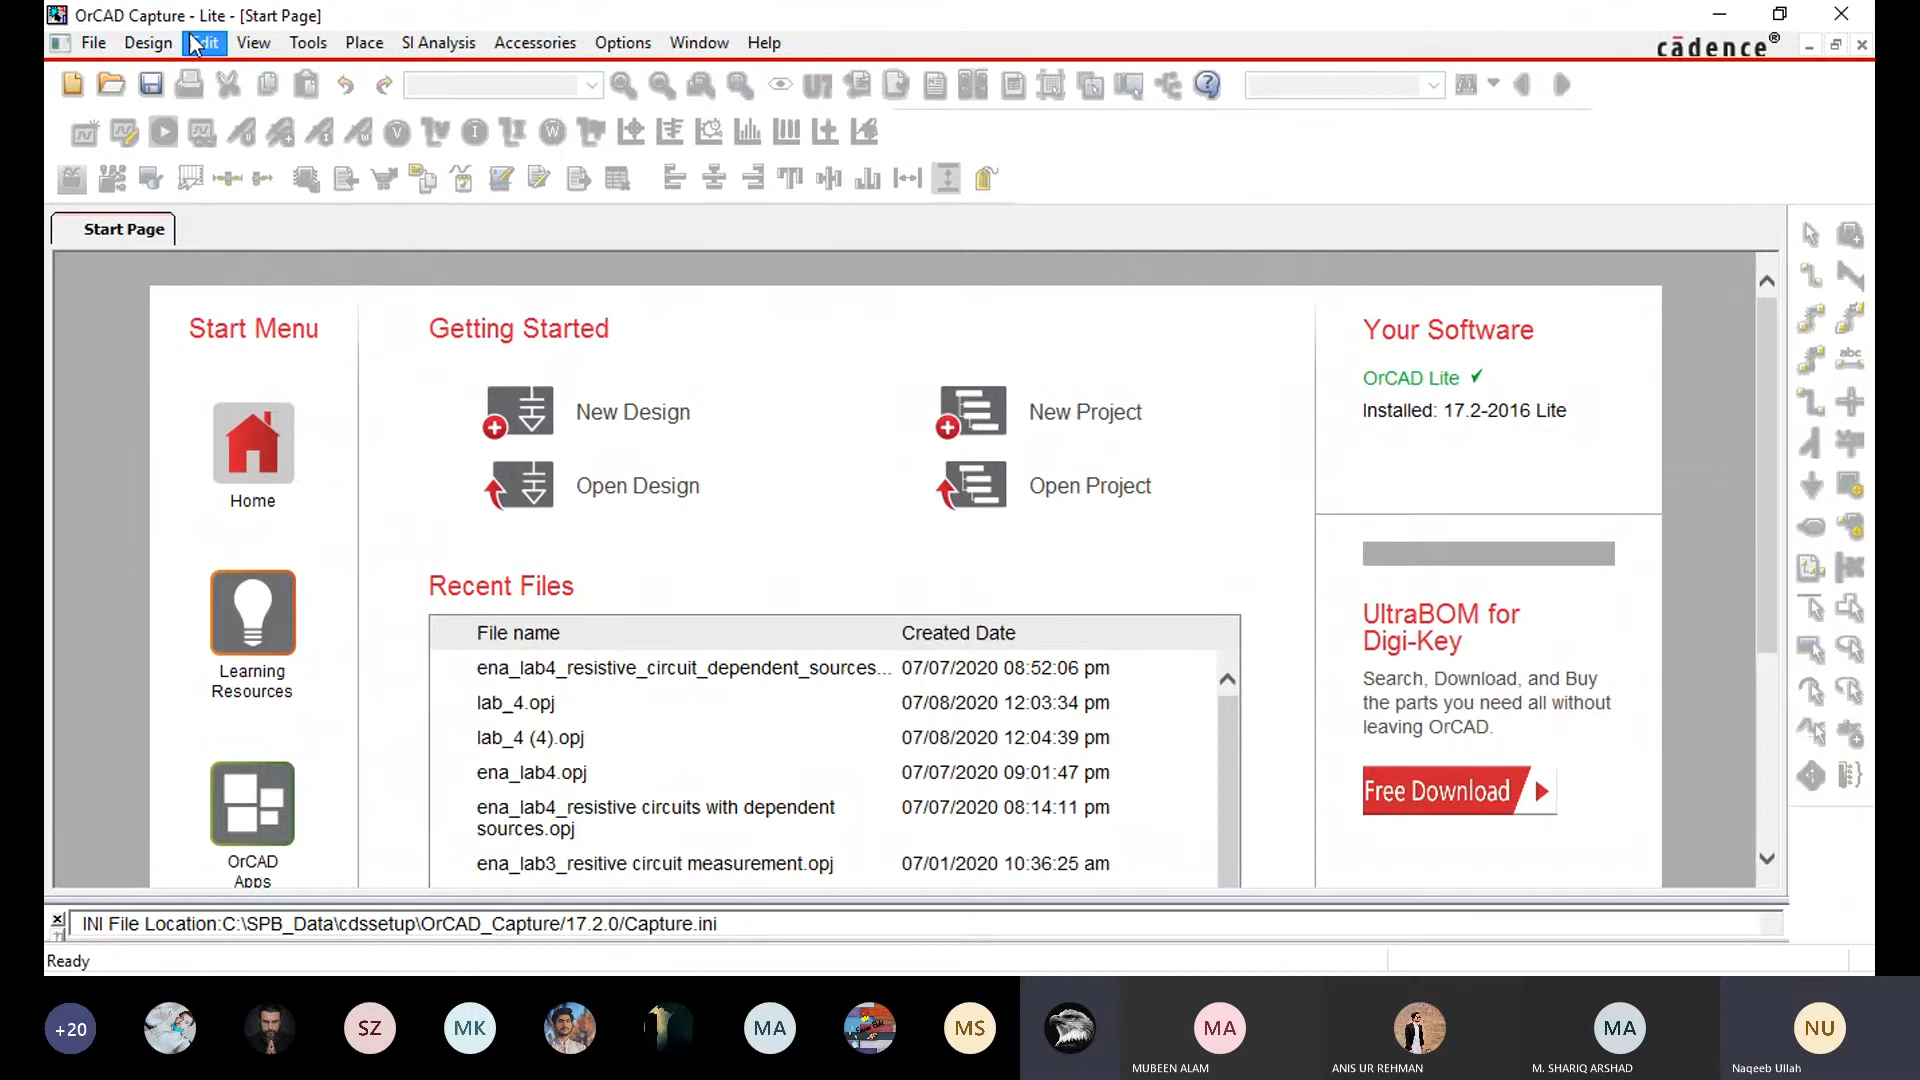 OrCAD Capture - Lite - [Start Page]
File Design Edit View Tools Place SI Analysis Accessories Options Window Help
cādence®
Start Page
Start Menu
Home
Learning
Resources
OrCAD
Apps
Getting Started
New Design
New Project
Open Design
Open Project
Recent Files
File name Created Date
ena_lab4_resistive_circuit_dependent_sources... 07/07/2020 08:52:06 pm
lab_4.opj 07/08/2020 12:03:34 pm
lab_4 (4).opj 07/08/2020 12:04:39 pm
ena_lab4.opj 07/07/2020 09:01:47 pm
ena_lab4_resistive circuits with dependent 07/07/2020 08:14:11 pm
sources.opj
ena_lab3_resitive circuit measurement.opj 07/01/2020 10:36:25 am
Your Software
OrCAD Lite ✓
Installed: 17.2-2016 Lite
UltraBOM for
Digi-Key
Search, Download, and Buy
the parts you need all without
leaving OrCAD.
Free Download
INI File Location:C:\SPB_Data\cdssetup\OrCAD_Capture/17.2.0/Capture.ini
Ready
+20
SZ
MK
MA
MS
MA
MA
NU
MUBEEN ALAM
ANIS UR REHMAN
M. SHARIQ ARSHAD
Naqeeb Ullah